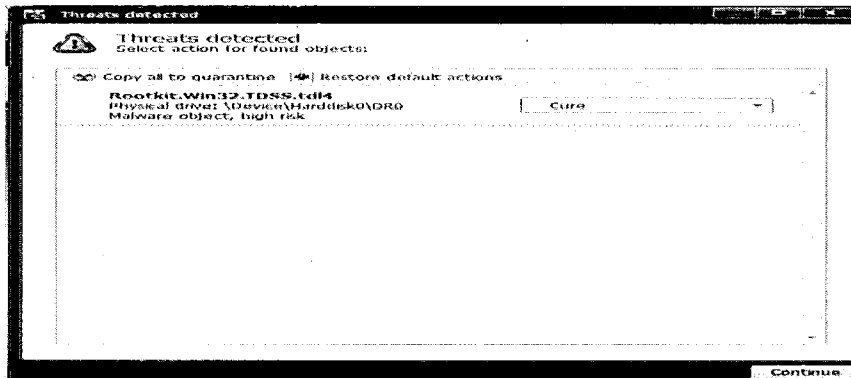 Threats detected
Threats detected
Select action for found objects:
Copy all to quarantine Restore default actions
Rootkit.Win32.TDSS.tdl4
Physical drive: \Device\Harddisk0\DR0
Malware object, high risk
Cure
Continue